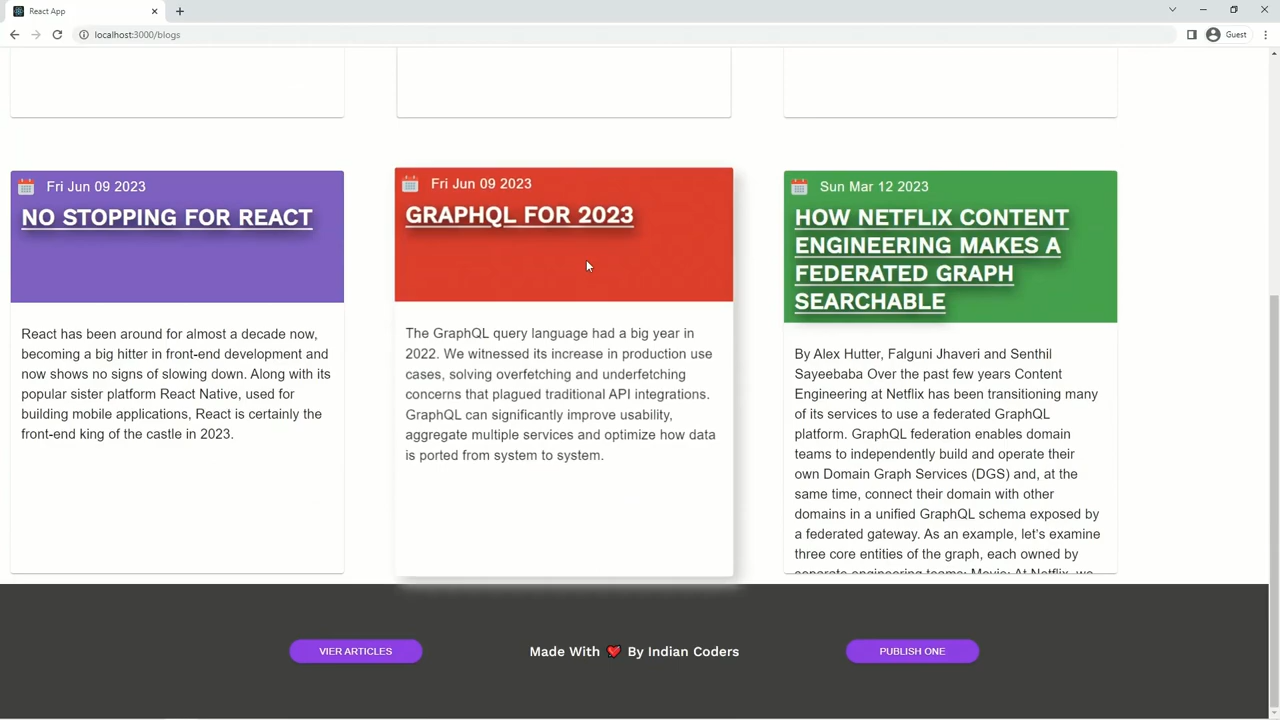 React App
localhost:3000/blogs
Guest
Fri Jun 09 2023
NO STOPPING FOR REACT
React has been around for almost a decade now,
becoming a big hitter in front-end development and
now shows no signs of slowing down. Along with its
popular sister platform React Native, used for
building mobile applications, React is certainly the
front-end king of the castle in 2023.
Fri Jun 09 2023
GRAPHQL FOR 2023
The GraphQL query language had a big year in
2022. We witnessed its increase in production use
cases, solving overfetching and underfetching
concerns that plagued traditional API integrations.
GraphQL can significantly improve usability,
aggregate multiple services and optimize how data
is ported from system to system.
Sun Mar 12 2023
HOW NETFLIX CONTENT
ENGINEERING MAKES A
FEDERATED GRAPH
SEARCHABLE
By Alex Hutter, Falguni Jhaveri and Senthil
Sayeebaba Over the past few years Content
Engineering at Netflix has been transitioning many
of its services to use a federated GraphQL
platform. GraphQL federation enables domain
teams to independently build and operate their
own Domain Graph Services (DGS) and, at the
same time, connect their domain with other
domains in a unified GraphQL schema exposed by
a federated gateway. As an example, let's examine
three core entities of the graph, each owned by
separate engineering teams: Movie: At Netflix, we
VIER ARTICLES
Made With ❤️ By Indian Coders
PUBLISH ONE